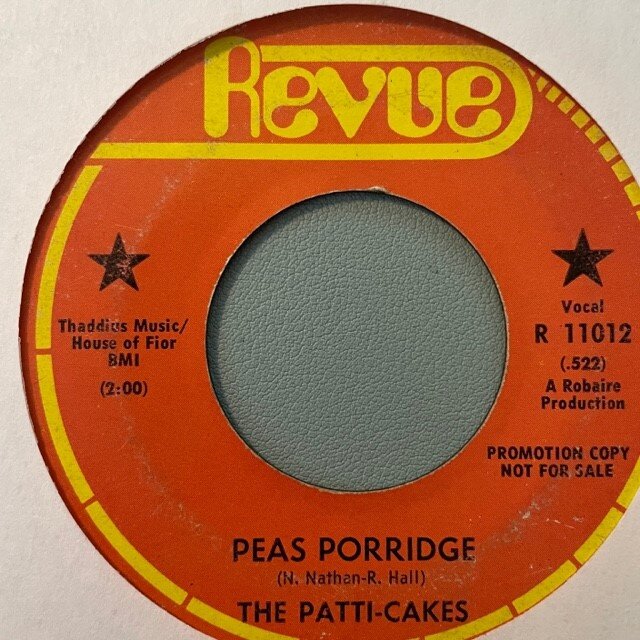 Revue
Thaddius Music/
House of Fior
BMI
(2:00)
Vocal
R 11012
(.522)
A Robaire
Production
PROMOTION COPY
NOT FOR SALE
PEAS PORRIDGE
(N. Nathan-R. Hall)
THE PATTI-CAKES